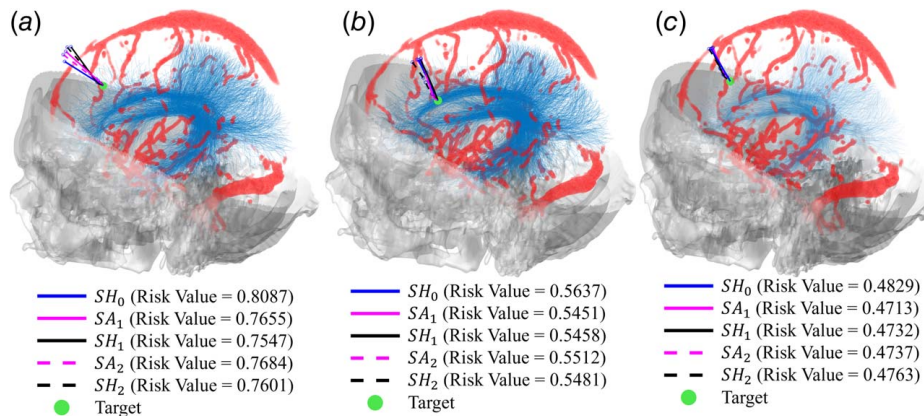 (a)
SH₀ (Risk Value = 0.8087)
SA₁ (Risk Value = 0.7655)
SH₁ (Risk Value = 0.7547)
SA₂ (Risk Value = 0.7684)
SH₂ (Risk Value = 0.7601)
Target
(b)
SH₀ (Risk Value = 0.5637)
SA₁ (Risk Value = 0.5451)
SH₁ (Risk Value = 0.5458)
SA₂ (Risk Value = 0.5512)
SH₂ (Risk Value = 0.5481)
Target
(c)
SH₀ (Risk Value = 0.4829)
SA₁ (Risk Value = 0.4713)
SH₁ (Risk Value = 0.4732)
SA₂ (Risk Value = 0.4737)
SH₂ (Risk Value = 0.4763)
Target